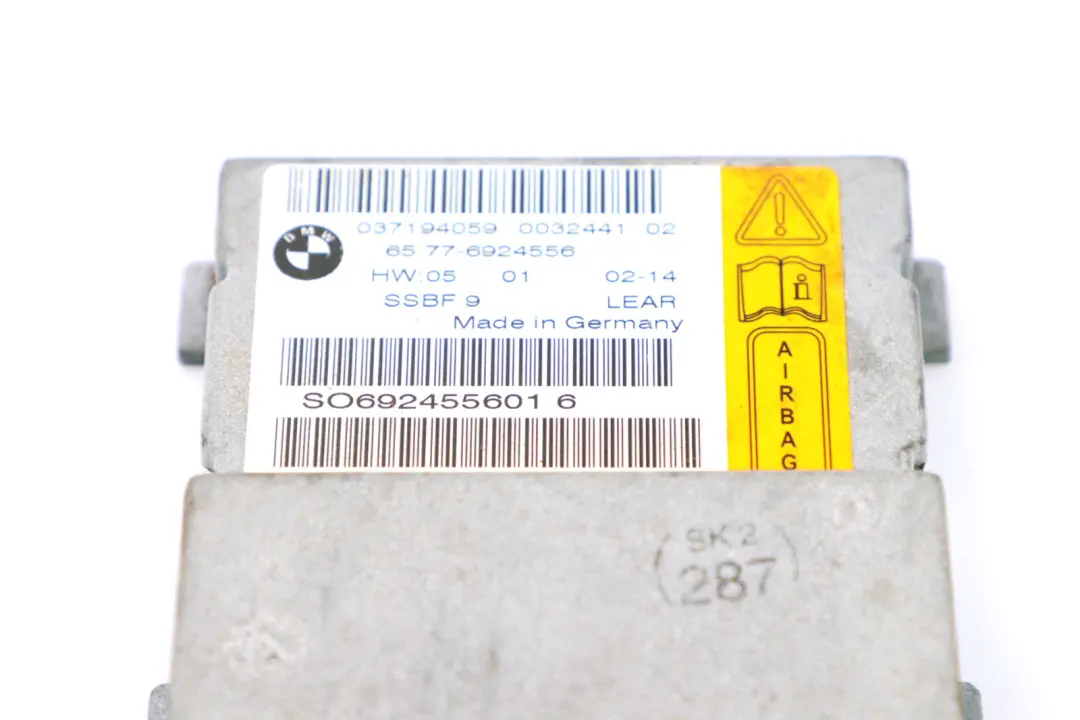 037194059 0032441 02
BMW
65 77-6924556
HW:05 01 02-14
SSBF 9 LEAR
Made in Germany
SO692455601 6
AIRBAG
SK2
287